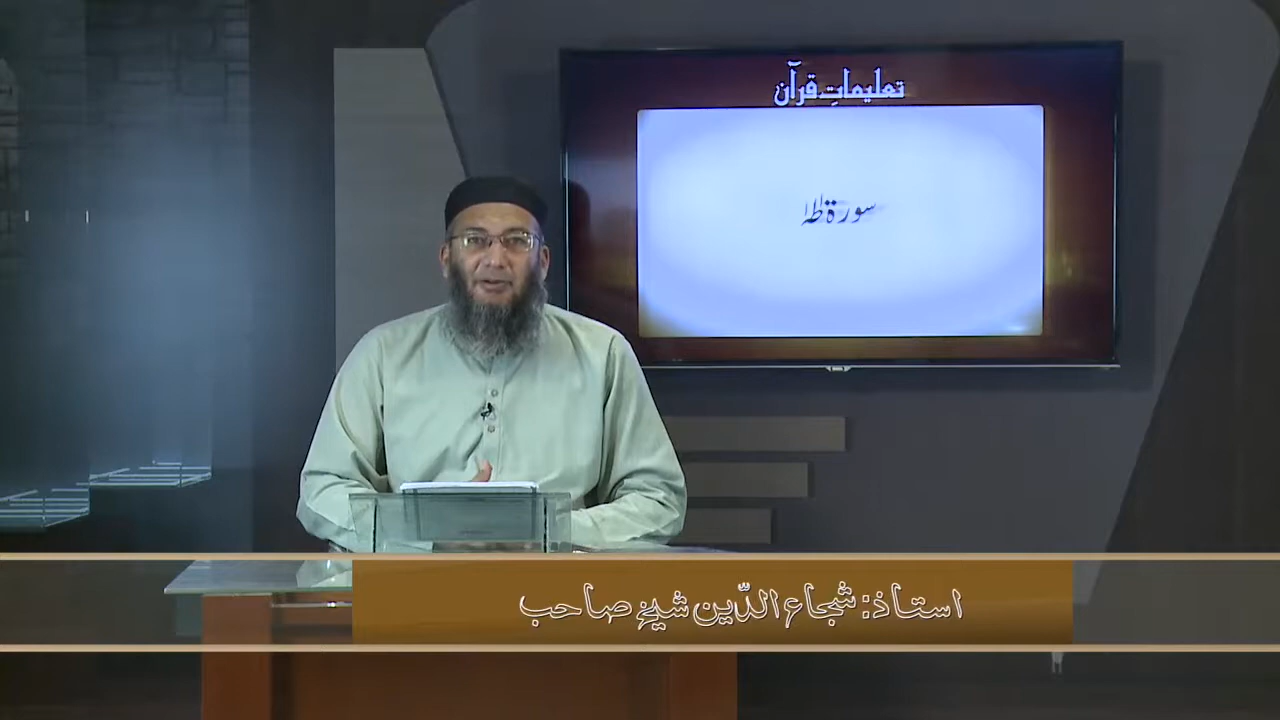 تعلیماتِ قرآن
سورۃ طٰہٰ
استاذ: شجاع الدّین شیخ صاحب